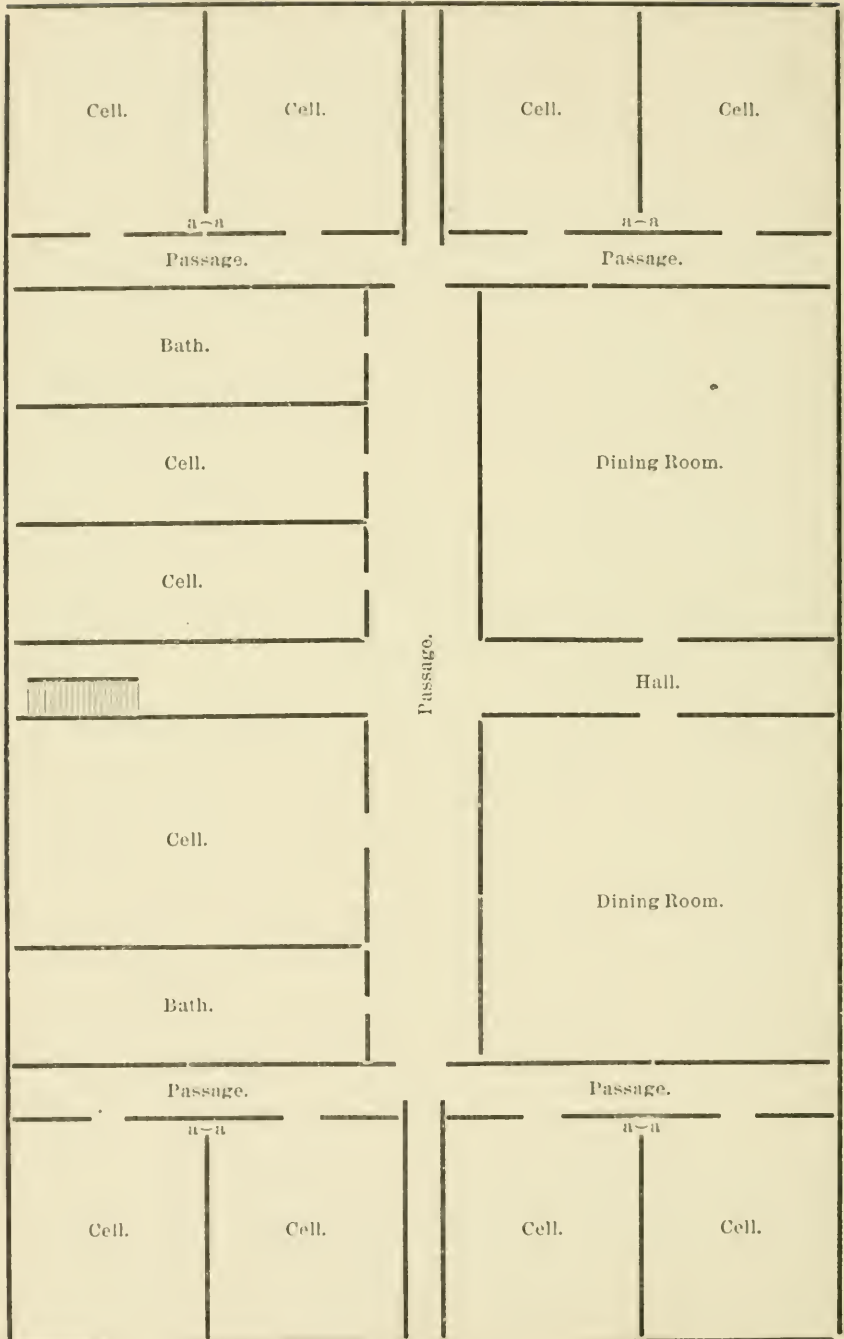 Cell. Cell. Cell. Cell.
a–a a–a
Passage. Passage.
Bath.
Cell. Dining Room.
Cell.
Passage.
Hall.
Cell.
Dining Room.
Bath.
Passage. Passage.
a–a a–a
Cell. Cell. Cell. Cell.